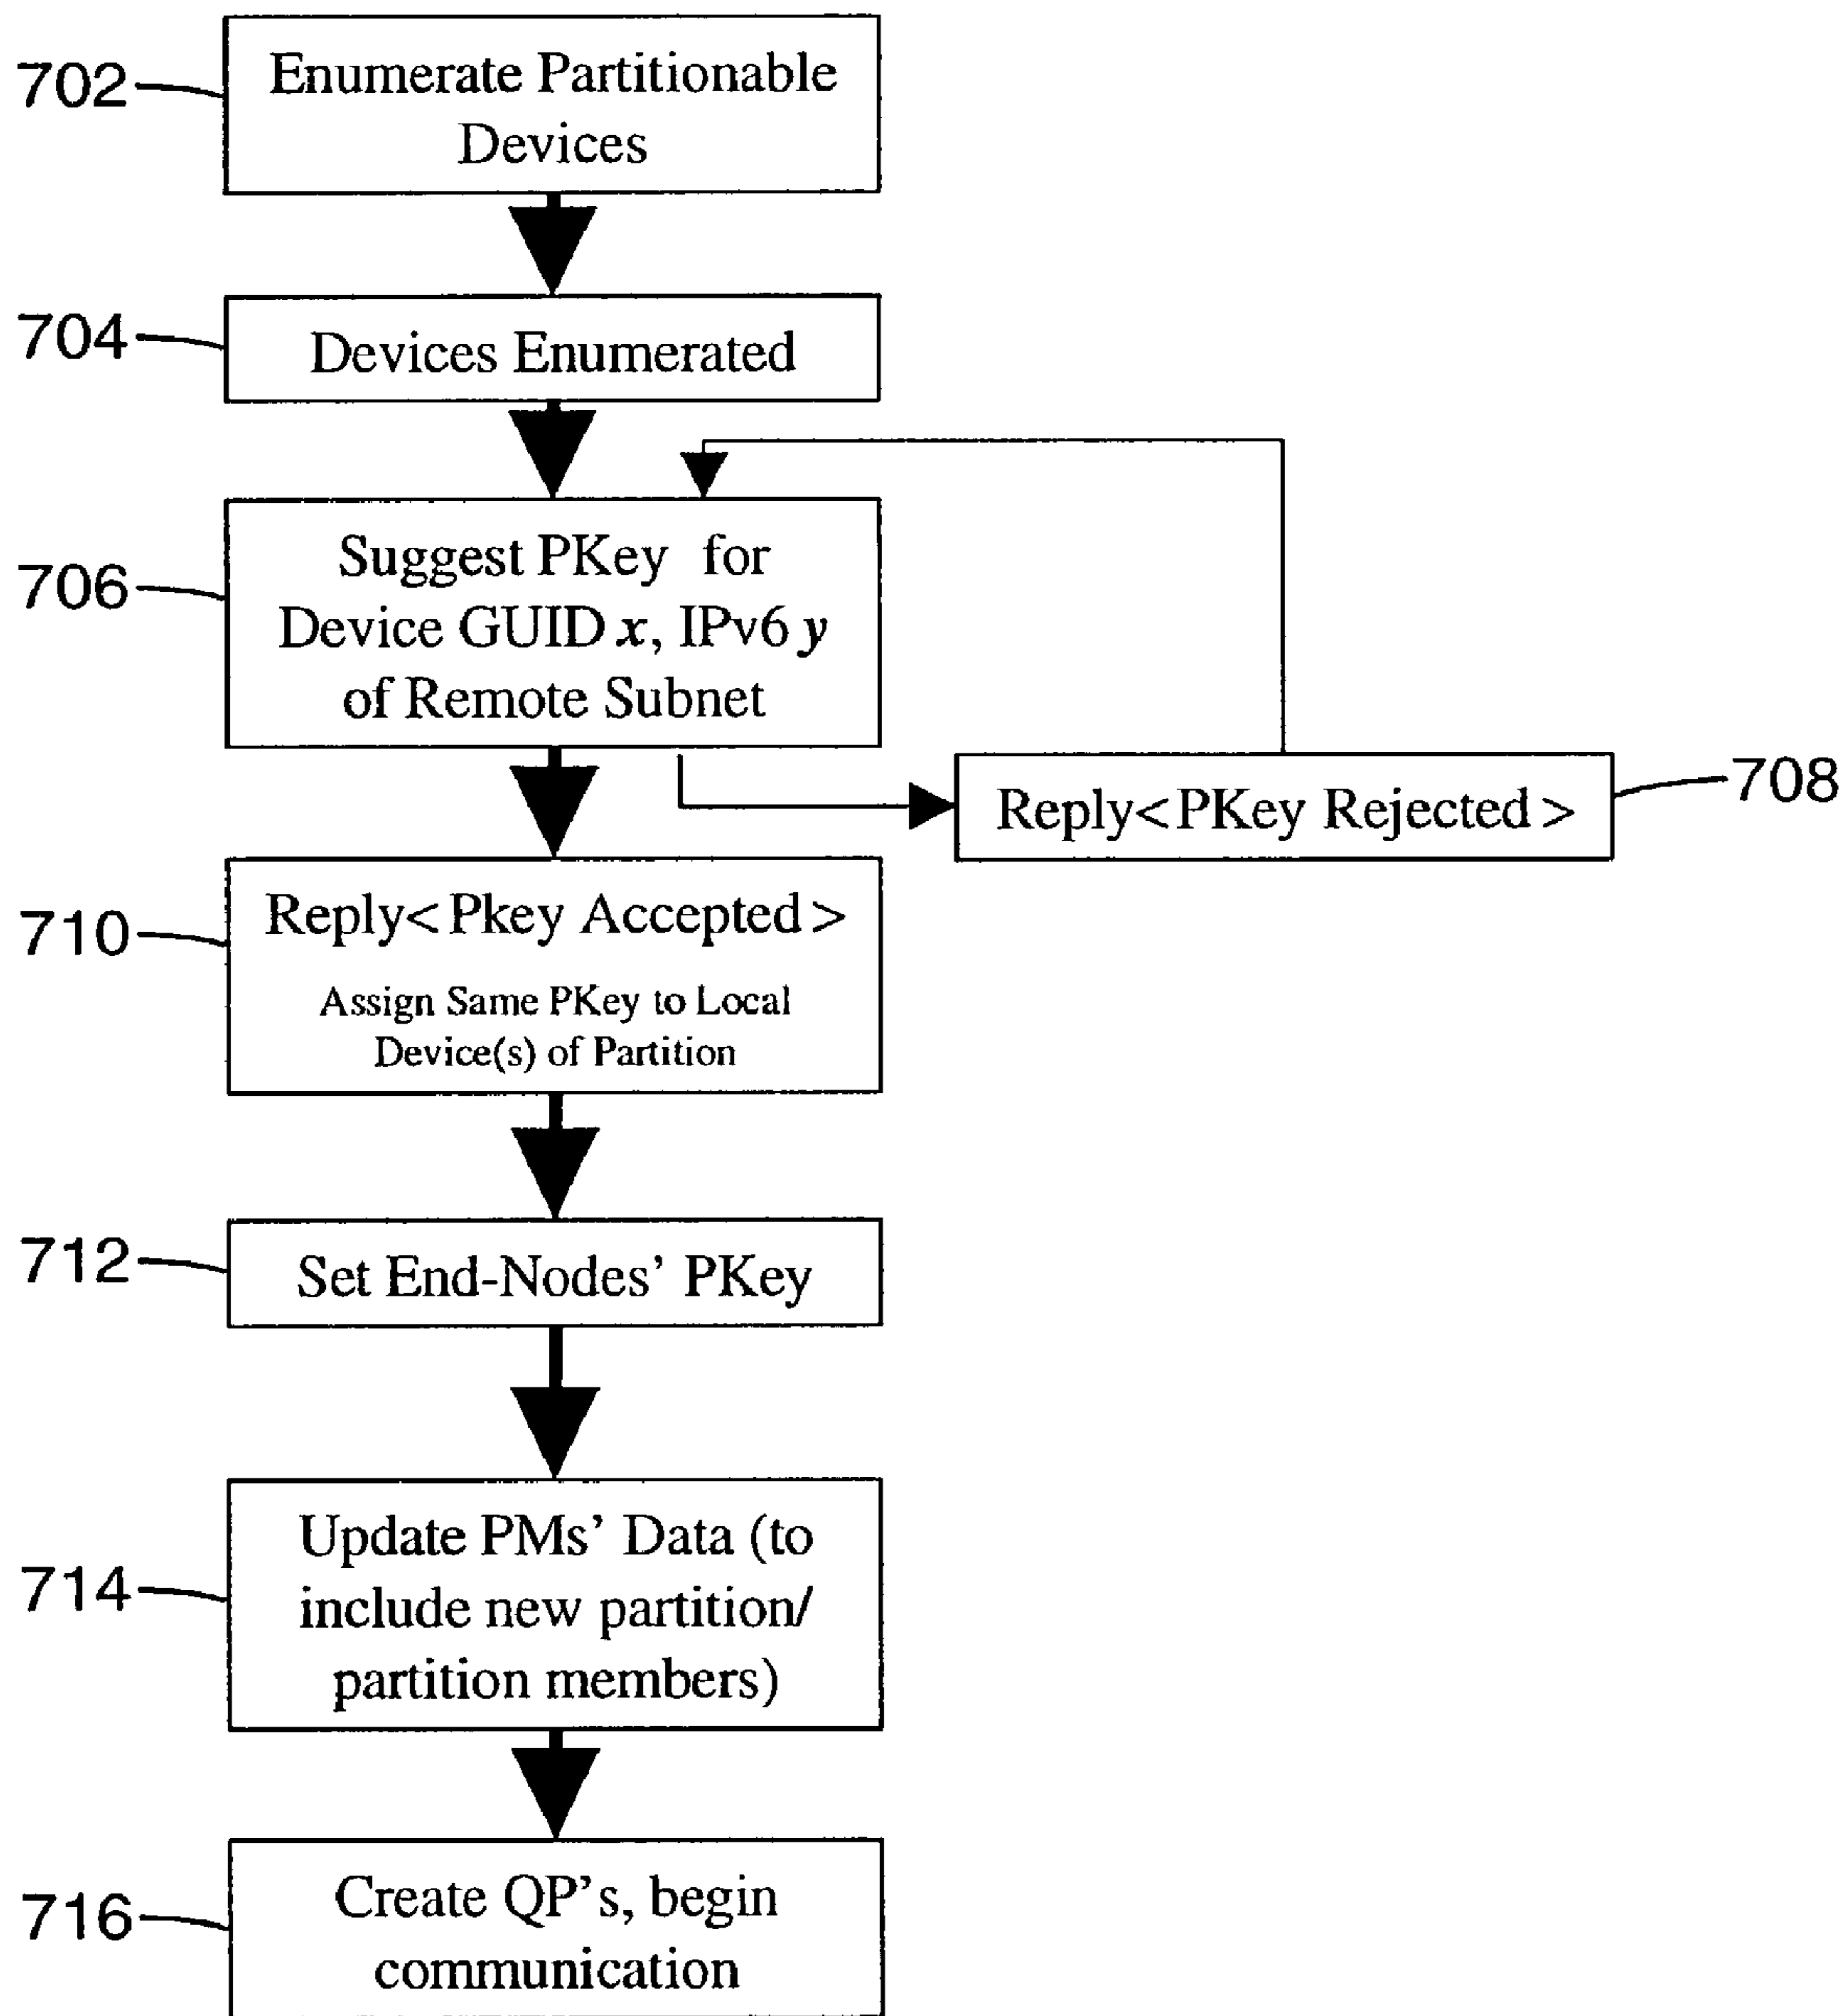 702
Enumerate Partitionable
Devices
704
Devices Enumerated
706
Suggest PKey for
Device GUID x, IPv6 y
of Remote Subnet
Reply<PKey Rejected>
708
710
Reply<Pkey Accepted>
Assign Same PKey to Local
Device(s) of Partition
712
Set End-Nodes’ PKey
714
Update PMs’ Data (to
include new partition/
partition members)
716
Create QP’s, begin
communication